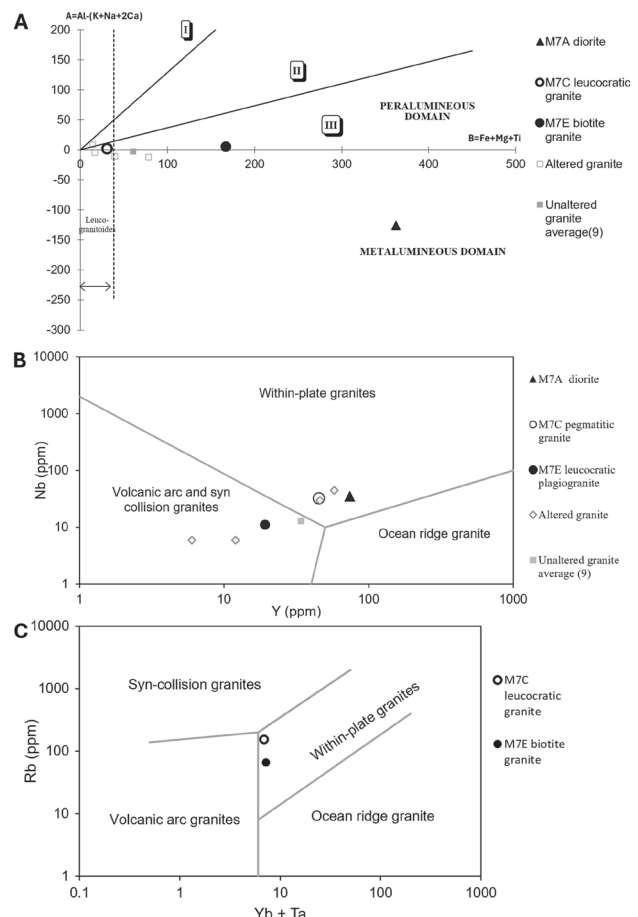 A
A=Al-(K+Na+2Ca)
200
150
100
50
0
-50
-100
-150
-200
-250
-300
I
II
III
PERALUMINEOUS
DOMAIN
B=Fe+Mg+Ti
0
100
200
300
400
500
Leuco-
granitoides
METALUMINEOUS DOMAIN
M7A diorite
M7C leucocratic
granite
M7E biotite
granite
Altered granite
Unaltered
granite
average(9)
B
10000
1000
100
10
1
Nb (ppm)
Within-plate granites
Volcanic arc and syn
collision granites
Ocean ridge granite
1
10
100
1000
Y (ppm)
M7A diorite
M7C pegmatitic
granite
M7E leucocratic
plagiogranite
Altered granite
Unaltered granite
average (9)
C
10000
1000
100
10
1
Rb (ppm)
Syn-collision granites
Within-plate granites
Volcanic arc granites
Ocean ridge granite
0.1
1
10
100
1000
Yb + Ta
M7C
leucocratic
granite
M7E biotite
granite